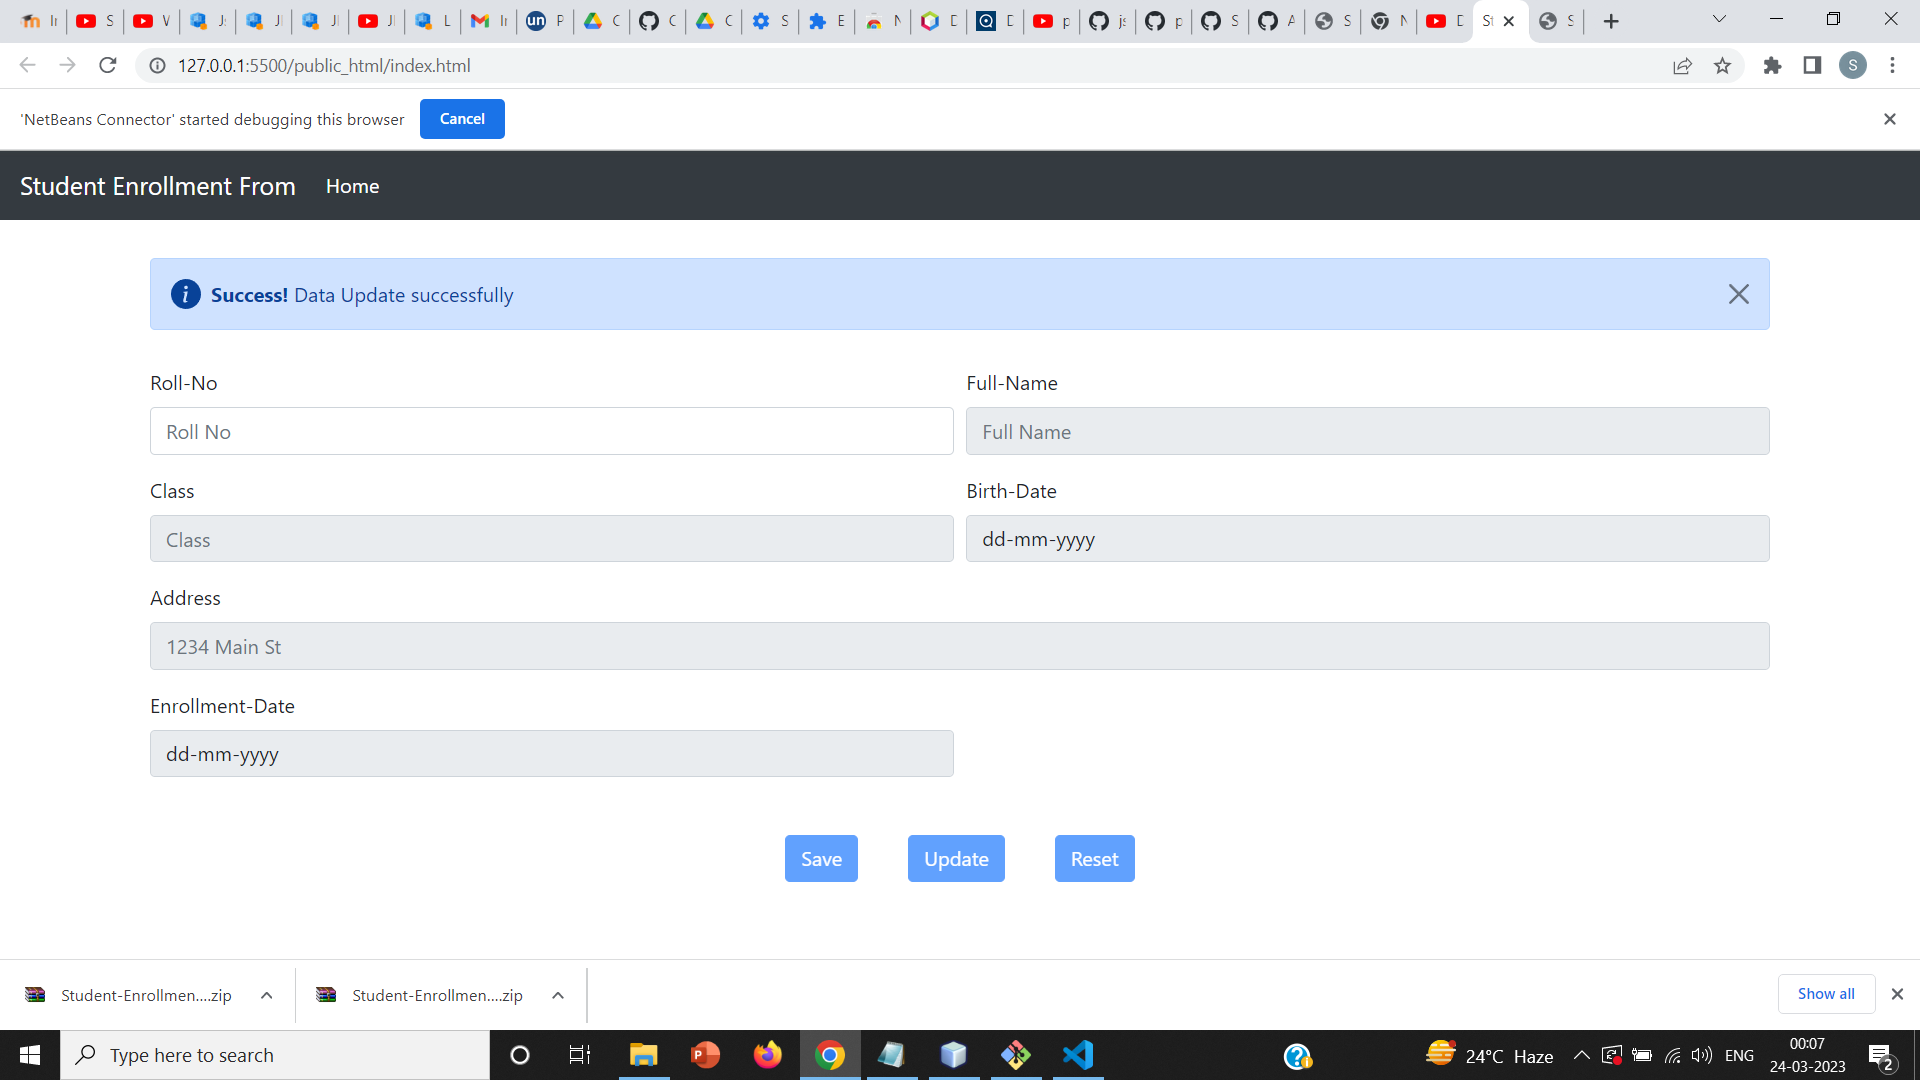 127.0.0.1:5500/public_html/index.html
S
'NetBeans Connector' started debugging this browser
Cancel
Student Enrollment From
Home
Success! Data Update successfully
Roll-No
Full-Name
Roll No
Full Name
Class
Birth-Date
Class
dd-mm-yyyy
Address
1234 Main St
Enrollment-Date
dd-mm-yyyy
Save
Update
Reset
Student-Enrollmen....zip
Student-Enrollmen....zip
Show all
Type here to search
24°C Haze
ENG
00:07
24-03-2023
2